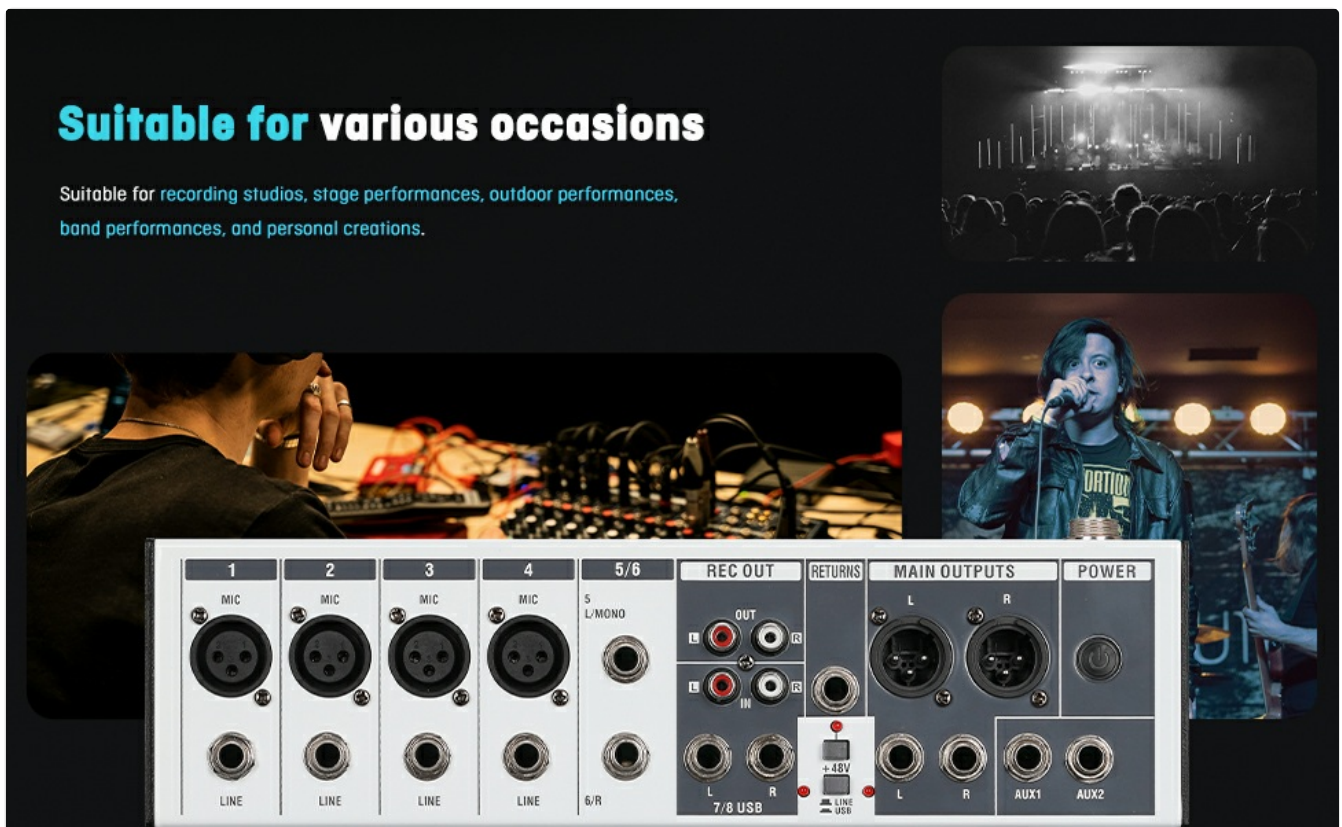 Suitable for various occasions
Suitable for recording studios, stage performances, outdoor performances,
band performances, and personal creations.
ORTION
1 2 3 4 5/6 REC OUT RETURNS MAIN OUTPUTS POWER
MIC MIC MIC MIC 5 L/MONO OUT L R
L R
L R
IN
+48V
LINE
USB
LINE LINE LINE LINE 6/R L R L R AUX1 AUX2
7/8 USB